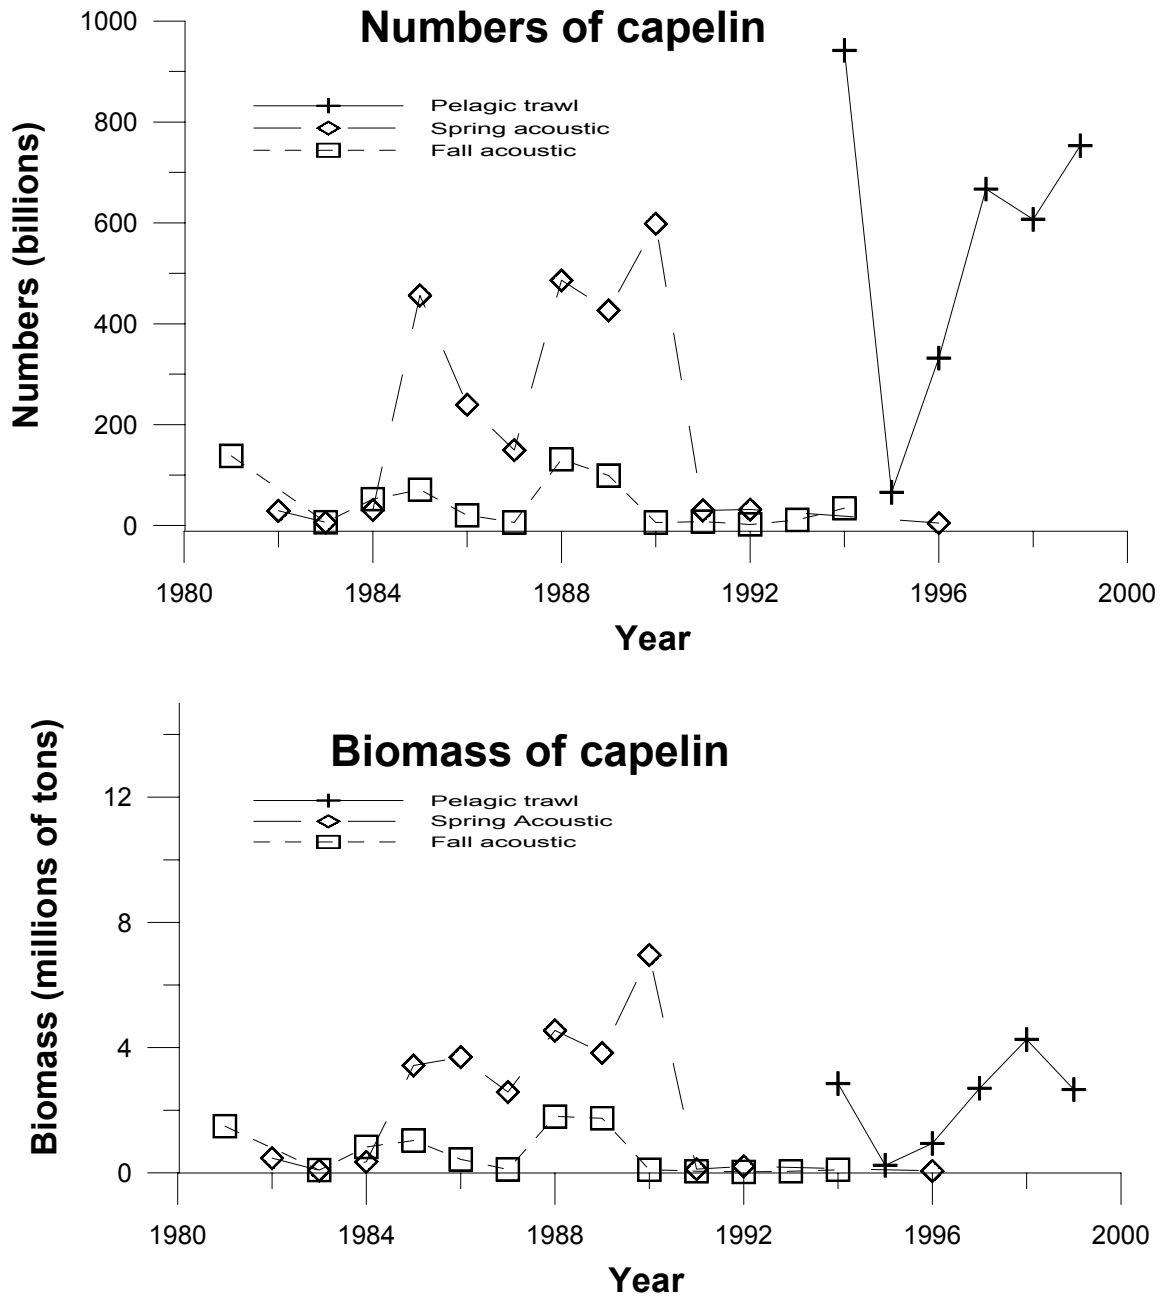 Numbers of capelin
1000
800
600
400
200
0
Numbers (billions)
Pelagic trawl
Spring acoustic
Fall acoustic
1980 1984 1988 1992 1996 2000
Year
Biomass of capelin
12
8
4
0
Biomass (millions of tons)
Pelagic trawl
Spring Acoustic
Fall acoustic
1980 1984 1988 1992 1996 2000
Year